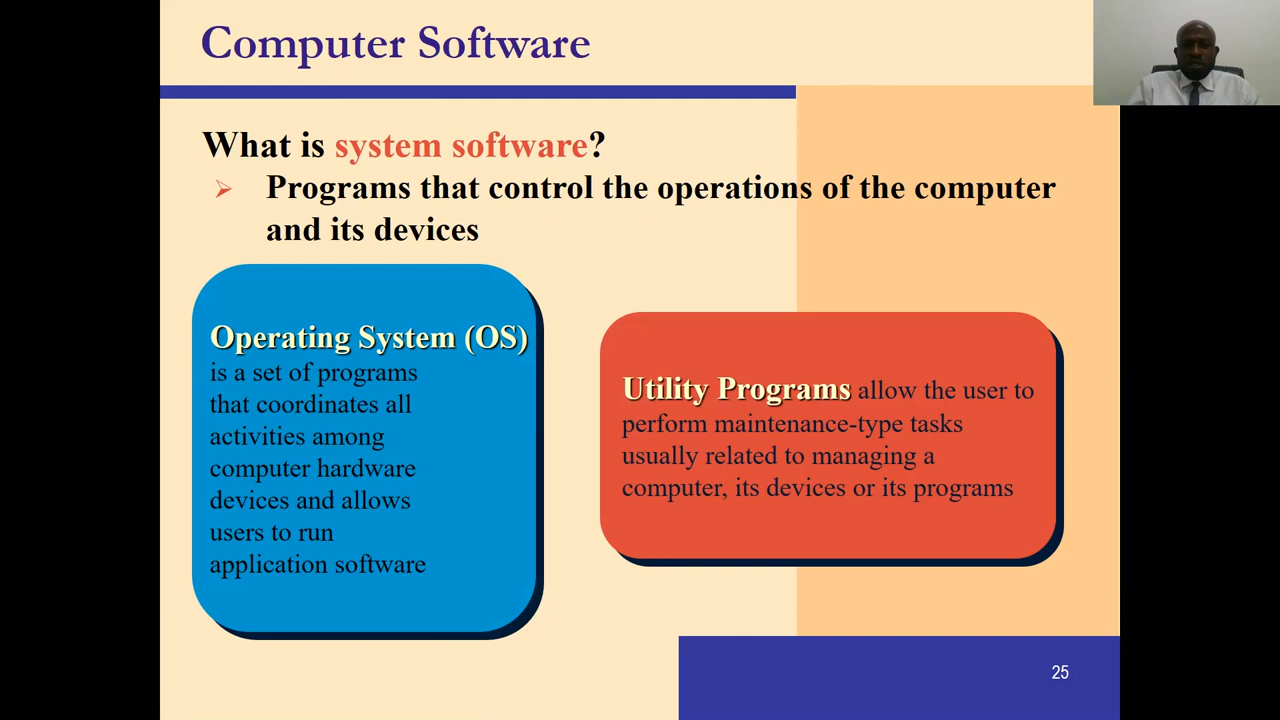 Computer Software
What is system software?
Programs that control the operations of the computer
and its devices
Operating System (OS)
is a set of programs
that coordinates all
activities among
computer hardware
devices and allows
users to run
application software
Utility Programs allow the user to
perform maintenance-type tasks
usually related to managing a
computer, its devices or its programs
25